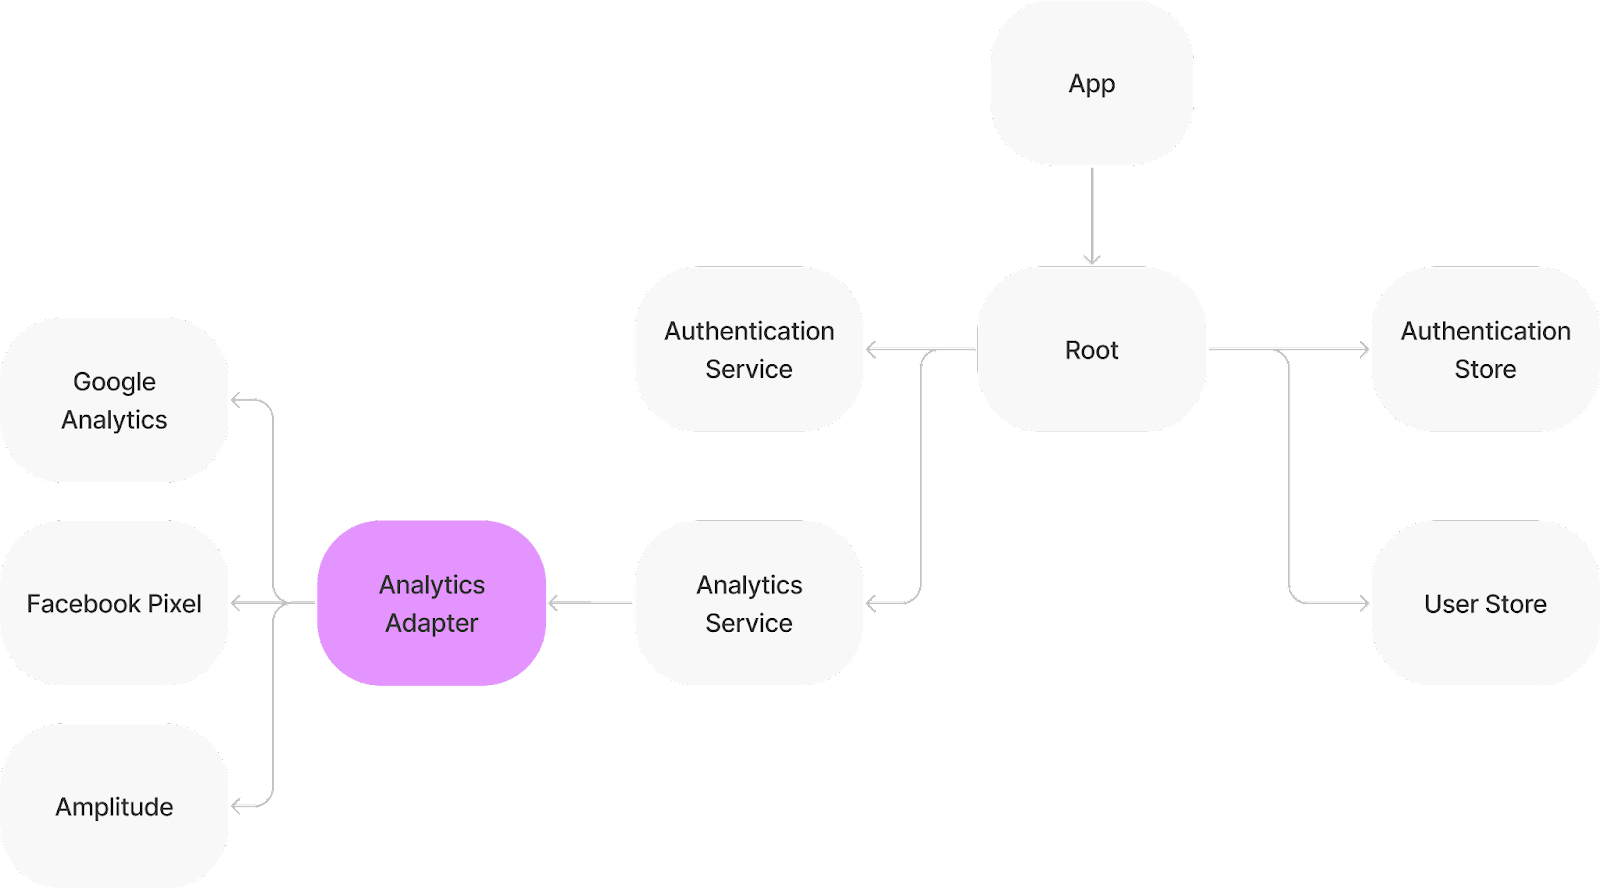 App
Authentication
Service
Root
Authentication
Store
Google
Analytics
Facebook Pixel
Analytics
Adapter
Analytics
Service
User Store
Amplitude